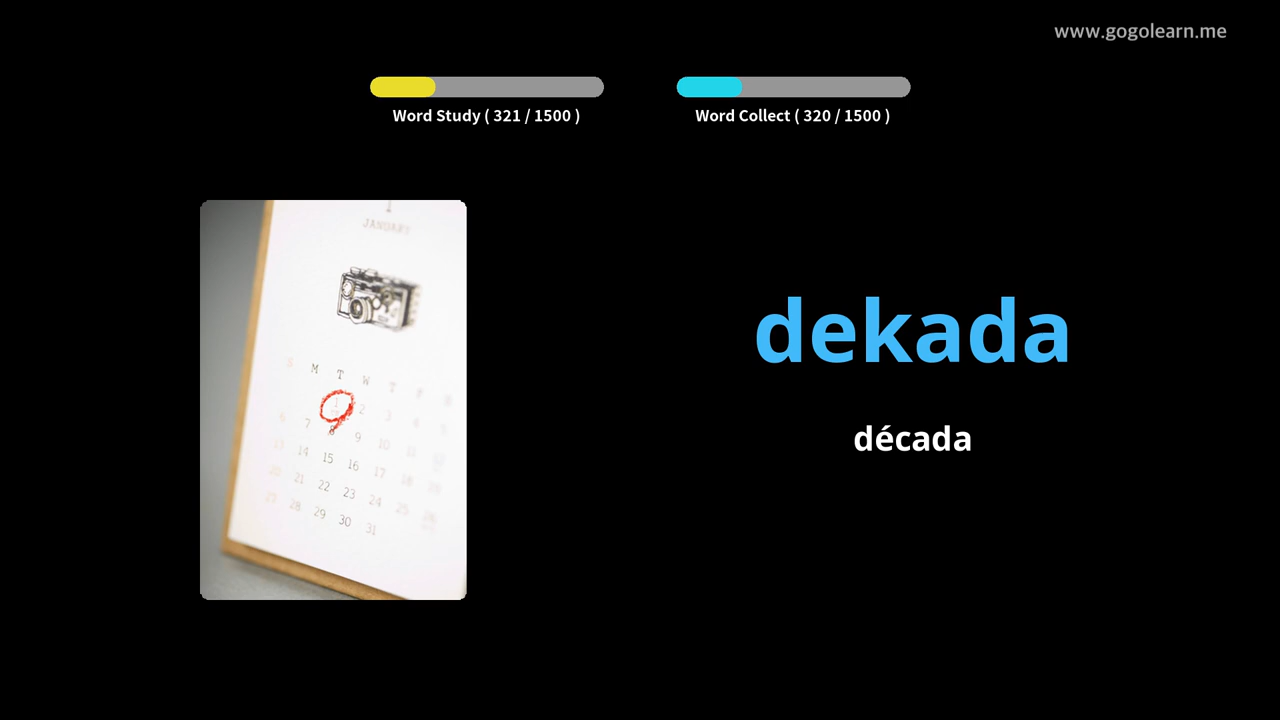 www.gogolearn.me
Word Study ( 321 / 1500 )
Word Collect ( 320 / 1500 )
JANUARY
S M T W T F S
1 2 3 4 5
6 7 8 9 10 11
13 14 15 16 17 18
20 21 22 23 24 25 26
27 28 29 30 31
dekada
década